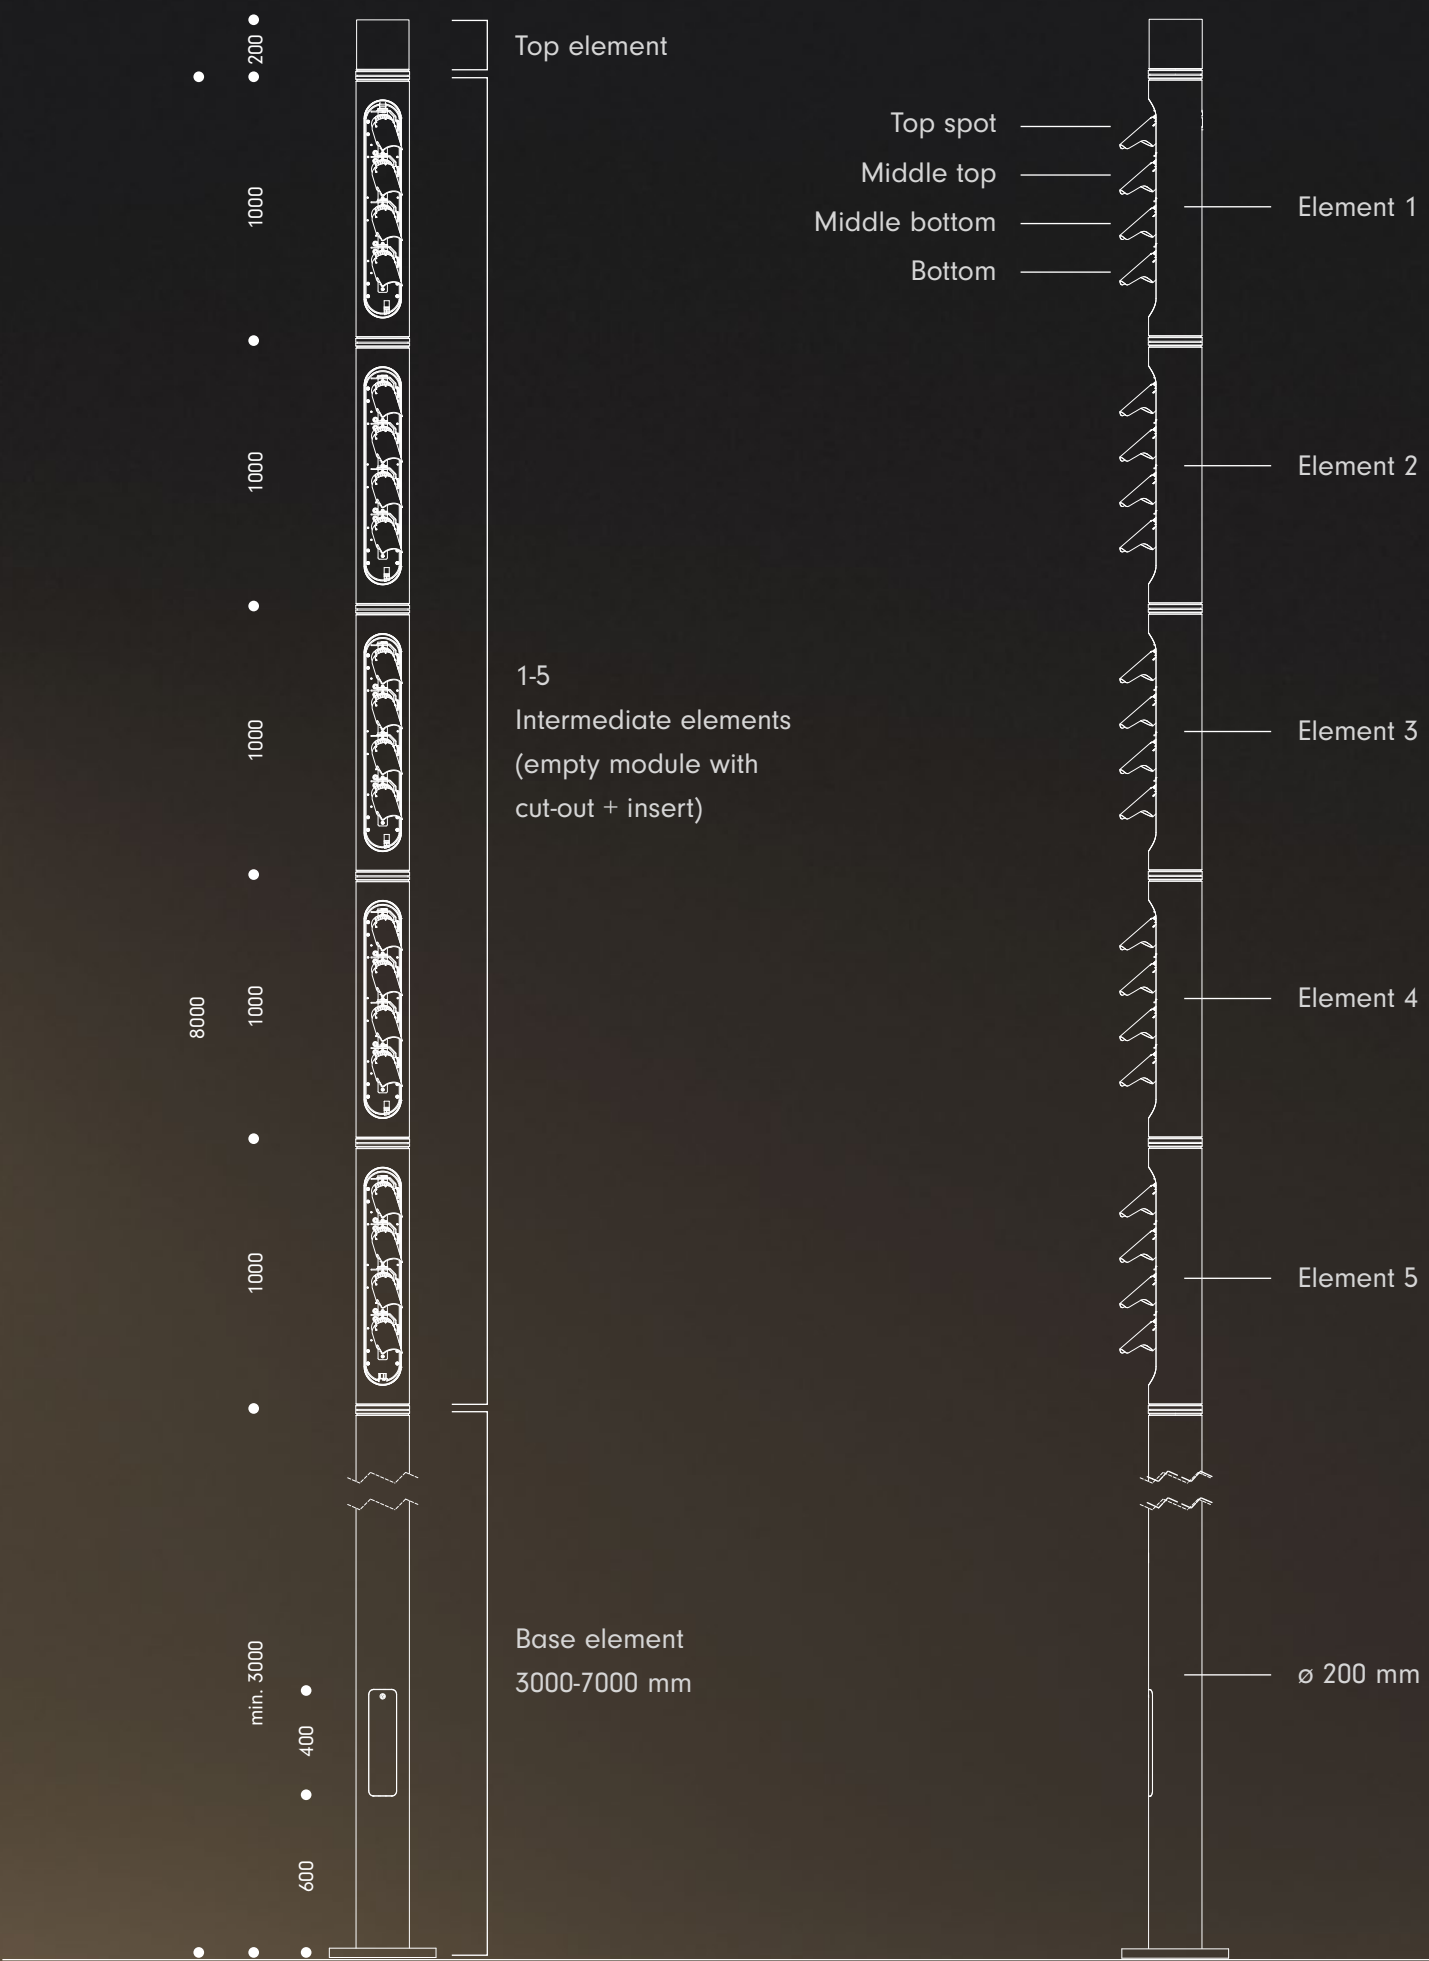 200
Top element
Top spot
Middle top
Middle bottom
Bottom
1000
Element 1
1000
Element 2
1-5
Intermediate elements
(empty module with
cut-out + insert)
1000
Element 3
8000
1000
Element 4
1000
Element 5
Base element
3000-7000 mm
min. 3000
ø 200 mm
400
600